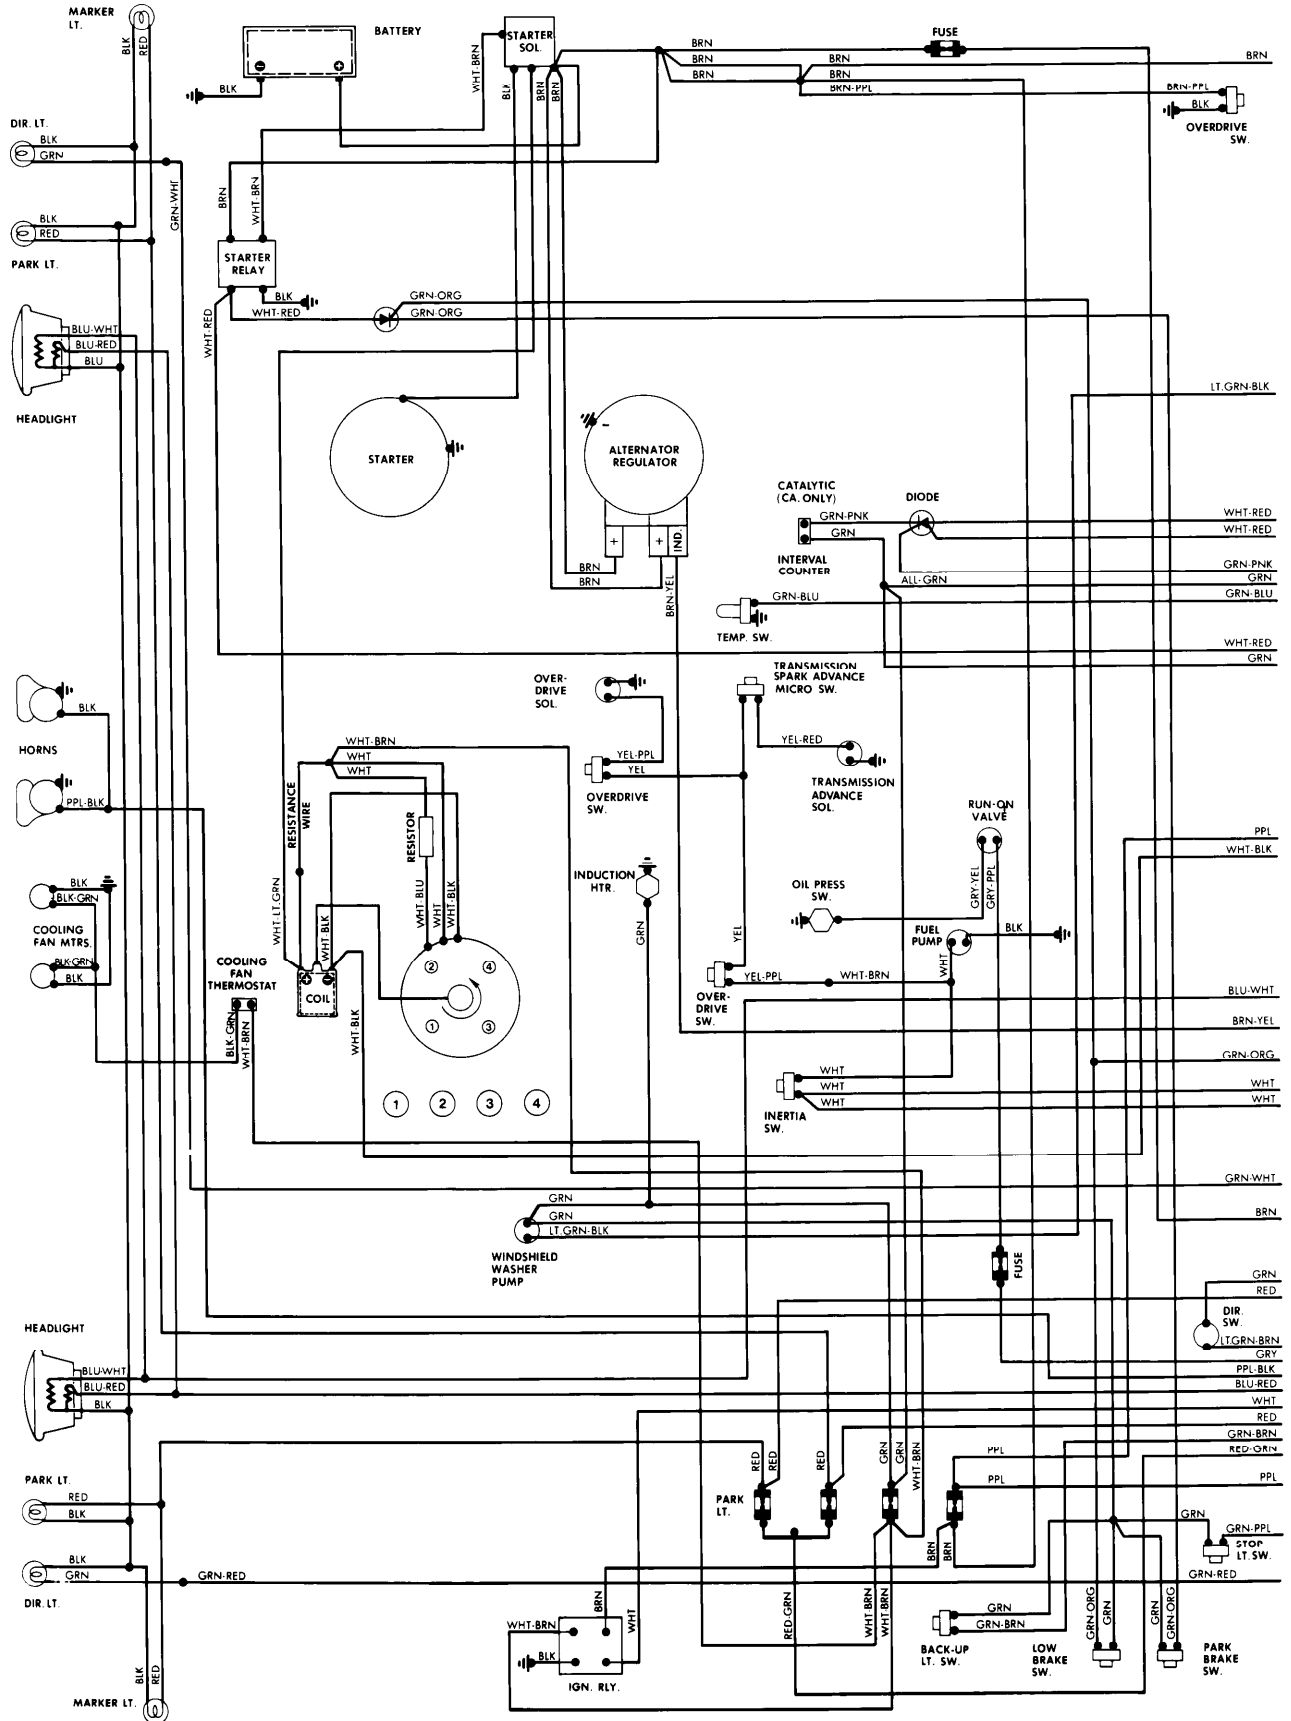 MARKER
LT.
BLK
RED
BATTERY
BLK
WHT-BRN
STARTER
SOL.
BLK
BRN
BRN
BRN
BRN
BRN
FUSE
BRN
BRN
BRN-PPL
BRN
BRN-PPL
BLK
OVERDRIVE
SW.
DIR. LT.
BLK
GRN
GRN-WHT
BLK
RED
PARK LT.
BRN
WHT-BRN
STARTER
RELAY
BLK
WHT-RED
WHT-RED
GRN-ORG
GRN-ORG
BLU-WHT
BLU-RED
BLU
HEADLIGHT
LT.GRN-BLK
STARTER
ALTERNATOR
REGULATOR
+
+
IND.
BRN
BRN
BRN-YEL
CATALYTIC
(CA. ONLY)
GRN-PNK
GRN
INTERVAL
COUNTER
DIODE
WHT-RED
WHT-RED
GRN-PNK
ALL-GRN
GRN
GRN-BLU
GRN-BLU
TEMP. SW.
WHT-RED
GRN
OVER-
DRIVE
SOL.
TRANSMISSION
SPARK ADVANCE
MICRO SW.
BLK
HORNS
PPL-BLK
WHT-BRN
WHT
WHT
RESISTANCE
WIRE
RESISTOR
YEL-PPL
YEL
OVERDRIVE
SW.
YEL-RED
TRANSMISSION
ADVANCE
SOL.
RUN-ON
VALVE
PPL
WHT-BLK
BLK
BLK-GRN
COOLING
FAN MTRS.
BLK-GRN
BLK
WHT-LT.GRN
WHT-BLK
WHT-BLU
WHT
WHT-BLK
INDUCTION
HTR.
GRN
OIL PRESS
SW.
GRY-YEL
GRY-PPL
FUEL
PUMP
BLK
WHT
YEL
COOLING
FAN
THERMOSTAT
COIL
BLK-GRN
WHT-BRN
WHT-BLK
2
4
1
3
YEL-PPL
WHT-BRN
OVER-
DRIVE
SW.
BLU-WHT
BRN-YEL
GRN-ORG
WHT
WHT
WHT
WHT
WHT
INERTIA
SW.
1
2
3
4
GRN-WHT
GRN
GRN
LT.GRN-BLK
BRN
WINDSHIELD
WASHER
PUMP
FUSE
GRN
RED
DIR.
SW.
LT.GRN-BRN
GRY
PPL-BLK
BLU-RED
WHT
RED
GRN-BRN
RED-GRN
HEADLIGHT
BLU-WHT
BLU-RED
BLK
RED
RED
RED
GRN
GRN
WHT-BRN
PPL
PPL
PPL
PARK LT.
RED
BLK
PARK
LT.
GRN
GRN-PPL
STOP
LT.SW.
BLK
GRN
GRN-RED
GRN-RED
DIR.LT.
BRN
BRN
BRN
WHT
WHT-BRN
BLK
IGN. RLY.
RED-GRN
WHT-BRN
WHT-BRN
GRN
GRN-BRN
BACK-UP
LT. SW.
GRN-ORG
GRN
LOW
BRAKE
SW.
GRN
GRN-ORG
PARK
BRAKE
SW.
BLK
RED
MARKER LT.